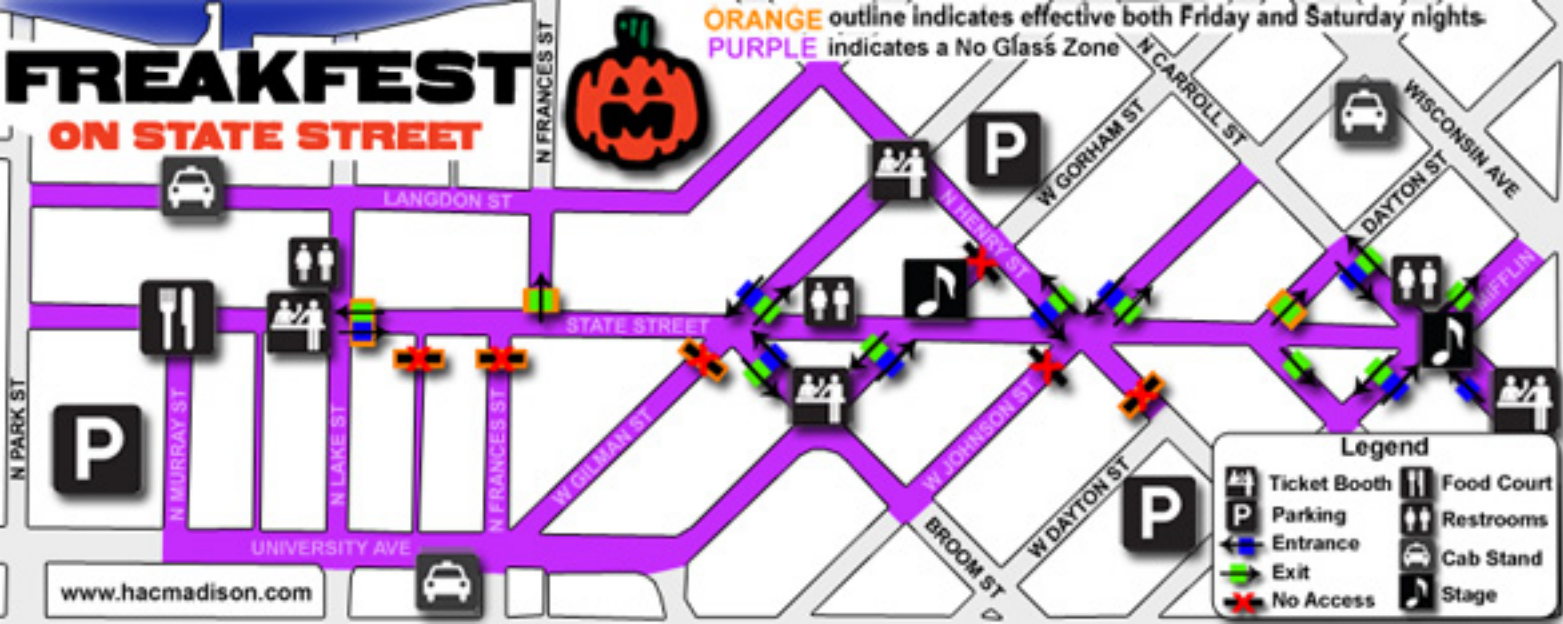 ORANGE outline indicates effective both Friday and Saturday nights
PURPLE indicates a No Glass Zone
FREAKFEST
ON STATE STREET
N FRANCES ST
N CARROLL ST
WISCONSIN AVE
W GORHAM ST
DAYTON ST
LANGDON ST
N HENRY ST
MIFFLIN
STATE STREET
N PARK ST
N MURRAY ST
N LAKE ST
N FRANCES ST
W GILMAN ST
W JOHNSON ST
W DAYTON ST
BROOM ST
UNIVERSITY AVE
P
P
P
www.hacmadison.com
Legend
Ticket Booth
P Parking
Entrance
Exit
No Access
Food Court
Restrooms
Cab Stand
Stage